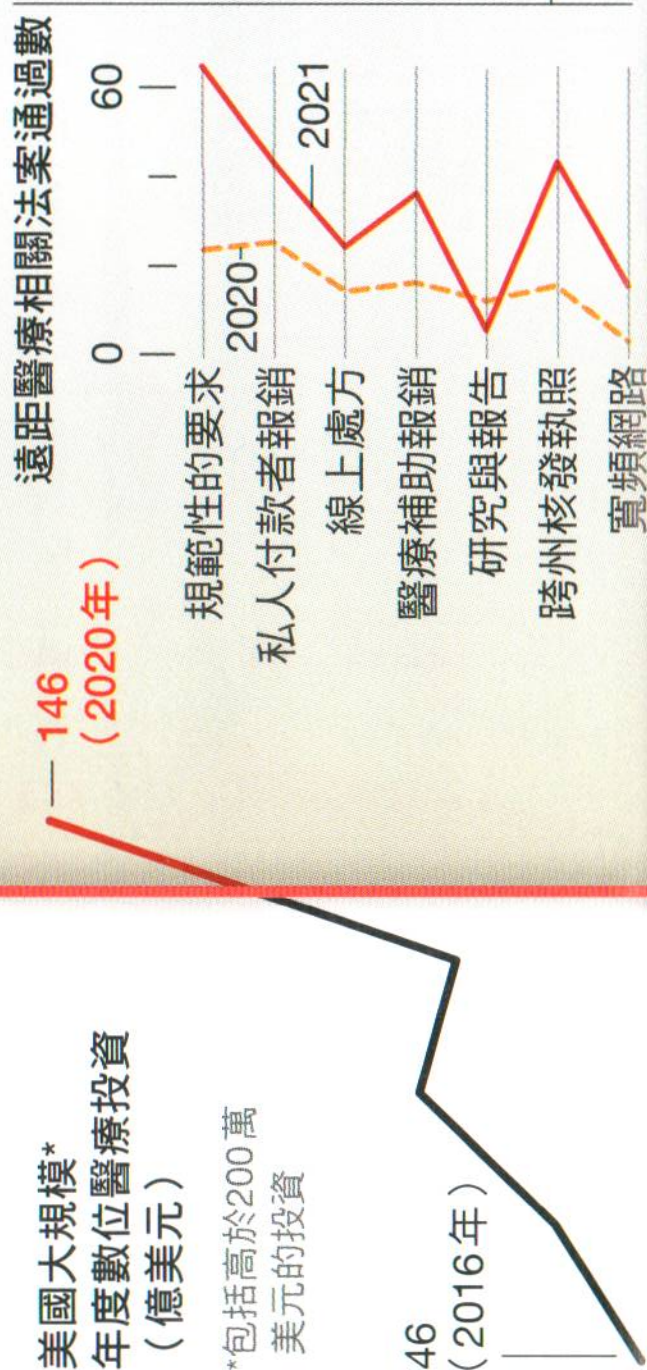 美國大規模*
年度數位醫療投資
（億美元）
*包括高於200萬
美元的投資
46
（2016年）
146
（2020年）
遠距醫療相關法案通過數
0
60
2020
2021
規範性的要求
私人付款者報銷
線上處方
醫療補助報銷
研究與報告
跨州核發執照
寬頻網路